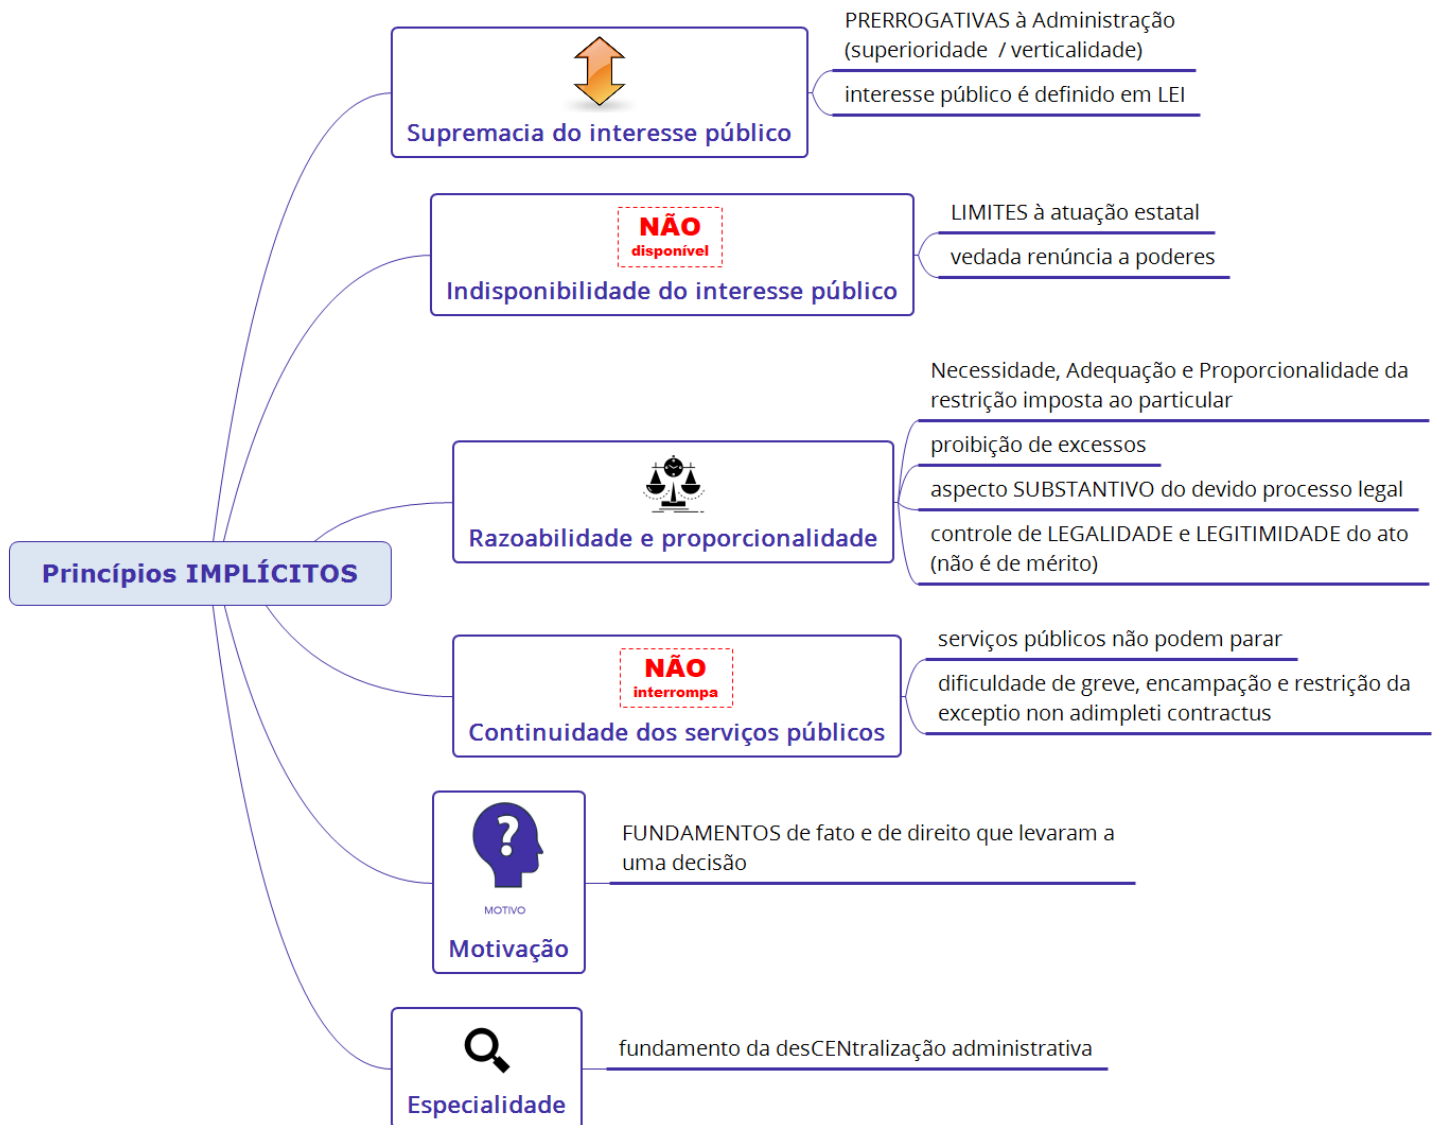 Princípios IMPLÍCITOS
Supremacia do interesse público
PRERROGATIVAS à Administração
(superioridade / verticalidade)
interesse público é definido em LEI
NÃO
disponível
Indisponibilidade do interesse público
LIMITES à atuação estatal
vedada renúncia a poderes
Razoabilidade e proporcionalidade
Necessidade, Adequação e Proporcionalidade da
restrição imposta ao particular
proibição de excessos
aspecto SUBSTANTIVO do devido processo legal
controle de LEGALIDADE e LEGITIMIDADE do ato
(não é de mérito)
NÃO
interrompa
Continuidade dos serviços públicos
serviços públicos não podem parar
dificuldade de greve, encampação e restrição da
exceptio non adimpleti contractus
?
MOTIVO
Motivação
FUNDAMENTOS de fato e de direito que levaram a
uma decisão
Especialidade
fundamento da desCENtralização administrativa